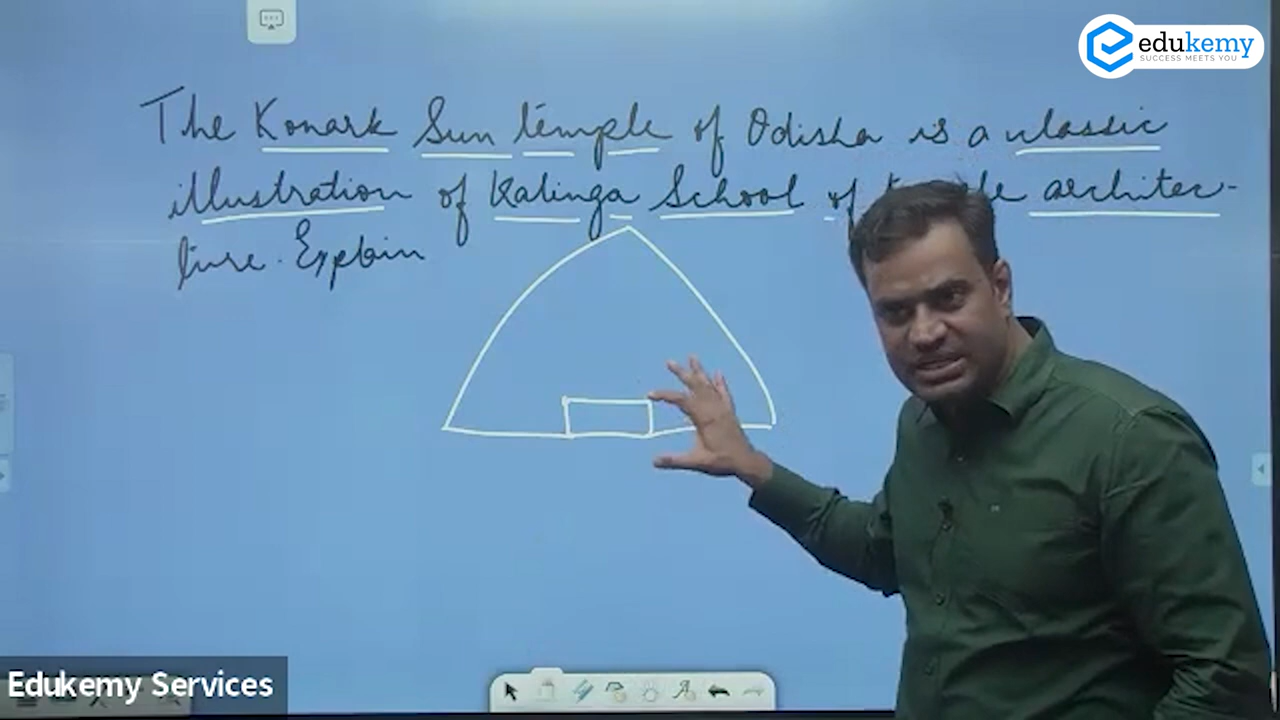 edukemy
SUCCESS MEETS YOU
The Konark Sun temple of Odisha is a classic
illustration of Kalinga School of architec-
ture. Explain
Edukemy Services